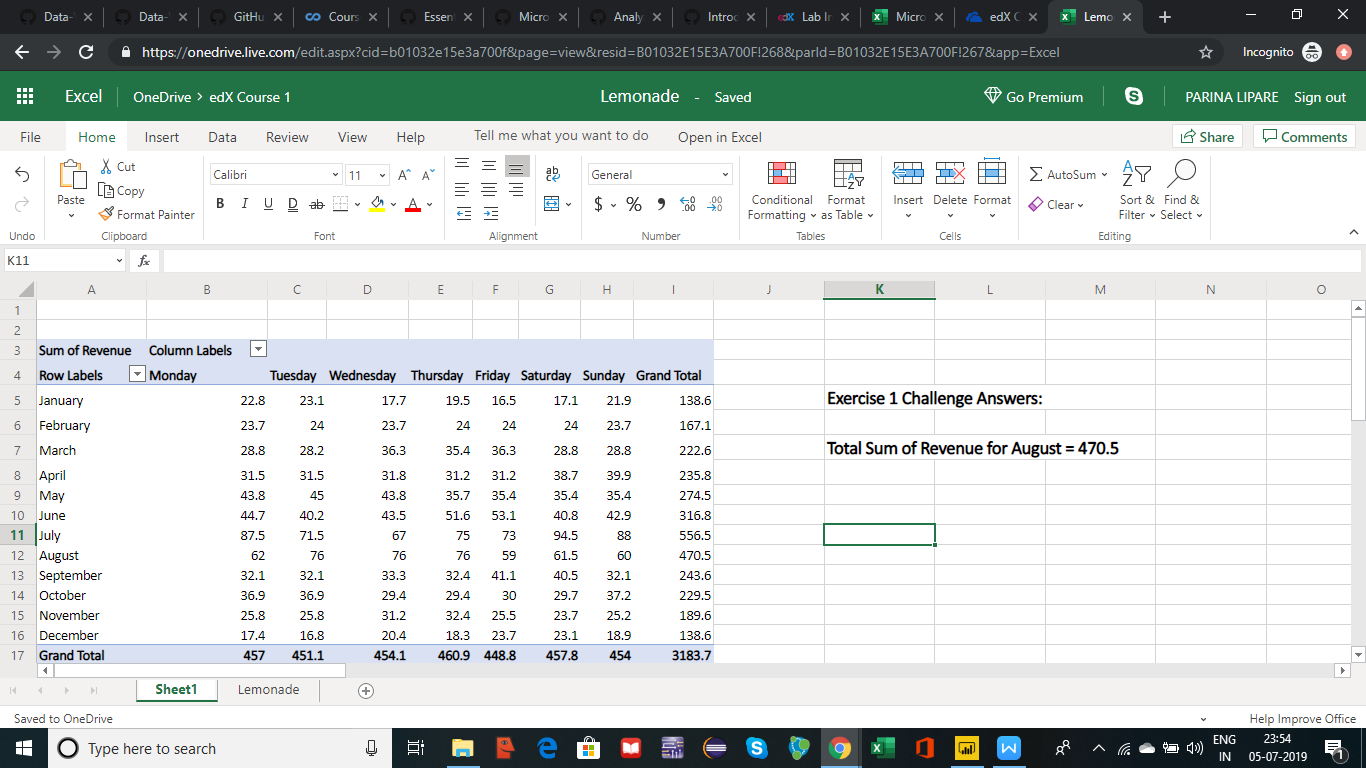 Data- Data- GitHu Cours Essen Micro Analy Introc Lab In Micro edX C Lemo
https://onedrive.live.com/edit.aspx?cid=b01032e15e3a700f&page=view&resid=B01032E15E3A700F!268&parId=B01032E15E3A700F!267&app=Excel Incognito
Excel OneDrive > edX Course 1 Lemonade - Saved Go Premium PARINA LIPARE Sign out
File Home Insert Data Review View Help Tell me what you want to do Open in Excel Share Comments
Cut
Copy
Format Painter
Paste
Calibri 11
B I U D ab A
General
$ % 9
Conditional Formatting Format as Table
Insert Delete Format
AutoSum
Clear
Sort & Filter Find & Select
Undo Clipboard Font Alignment Number Tables Cells Editing
K11 fx
A B C D E F G H I J K L M N O
1
2
3 Sum of Revenue Column Labels
4 Row Labels Monday Tuesday Wednesday Thursday Friday Saturday Sunday Grand Total
5 January 22.8 23.1 17.7 19.5 16.5 17.1 21.9 138.6 Exercise 1 Challenge Answers:
6 February 23.7 24 23.7 24 24 24 23.7 167.1
7 March 28.8 28.2 36.3 35.4 36.3 28.8 28.8 222.6 Total Sum of Revenue for August = 470.5
8 April 31.5 31.5 31.8 31.2 31.2 38.7 39.9 235.8
9 May 43.8 45 43.8 35.7 35.4 35.4 35.4 274.5
10 June 44.7 40.2 43.5 51.6 53.1 40.8 42.9 316.8
11 July 87.5 71.5 67 75 73 94.5 88 556.5
12 August 62 76 76 76 59 61.5 60 470.5
13 September 32.1 32.1 33.3 32.4 41.1 40.5 32.1 243.6
14 October 36.9 36.9 29.4 29.4 30 29.7 37.2 229.5
15 November 25.8 25.8 31.2 32.4 25.5 23.7 25.2 189.6
16 December 17.4 16.8 20.4 18.3 23.7 23.1 18.9 138.6
17 Grand Total 457 451.1 454.1 460.9 448.8 457.8 454 3183.7
Sheet1 Lemonade
Saved to OneDrive Help Improve Office
Type here to search ENG 23:54
IN 05-07-2019 1